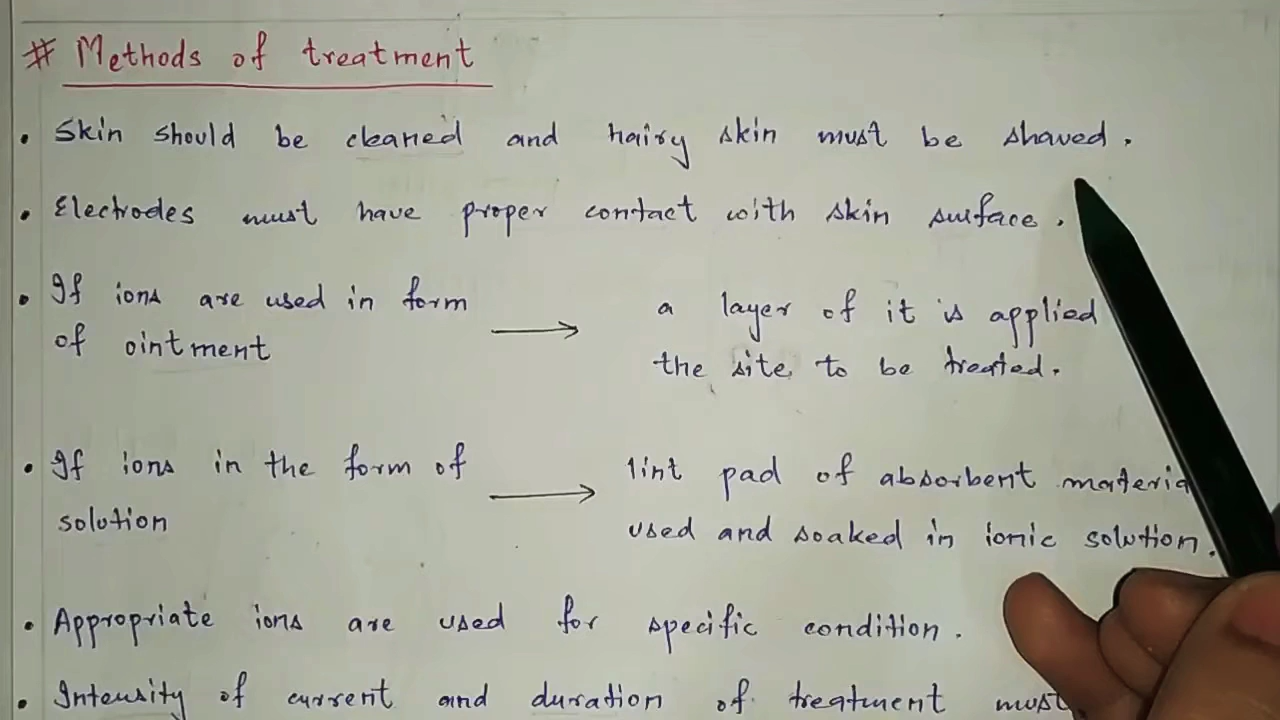 # Methods of treatment
• Skin should be cleaned and hairy skin must be shaved.
• Electrodes must have proper contact with skin surface.
• If ions are used in form of ointment → a layer of it is applied the site to be treated.
• If ions in the form of solution → lint pad of absorbent used and soaked in ionic solution.
• Appropriate ions are used for specific condition.
• Intensity of current and duration of treatment must